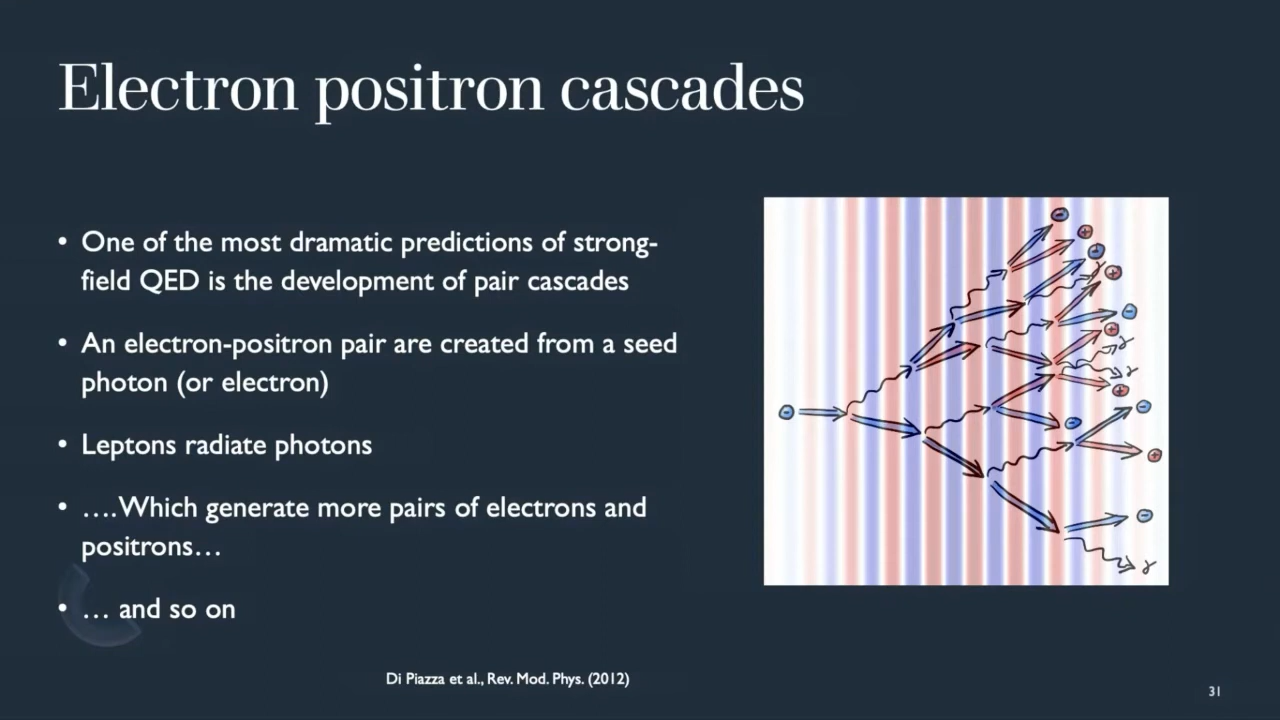 Electron positron cascades
• One of the most dramatic predictions of strong-
field QED is the development of pair cascades
• An electron-positron pair are created from a seed
photon (or electron)
• Leptons radiate photons
• ….Which generate more pairs of electrons and
positrons…
• … and so on
Di Piazza et al., Rev. Mod. Phys. (2012)
31